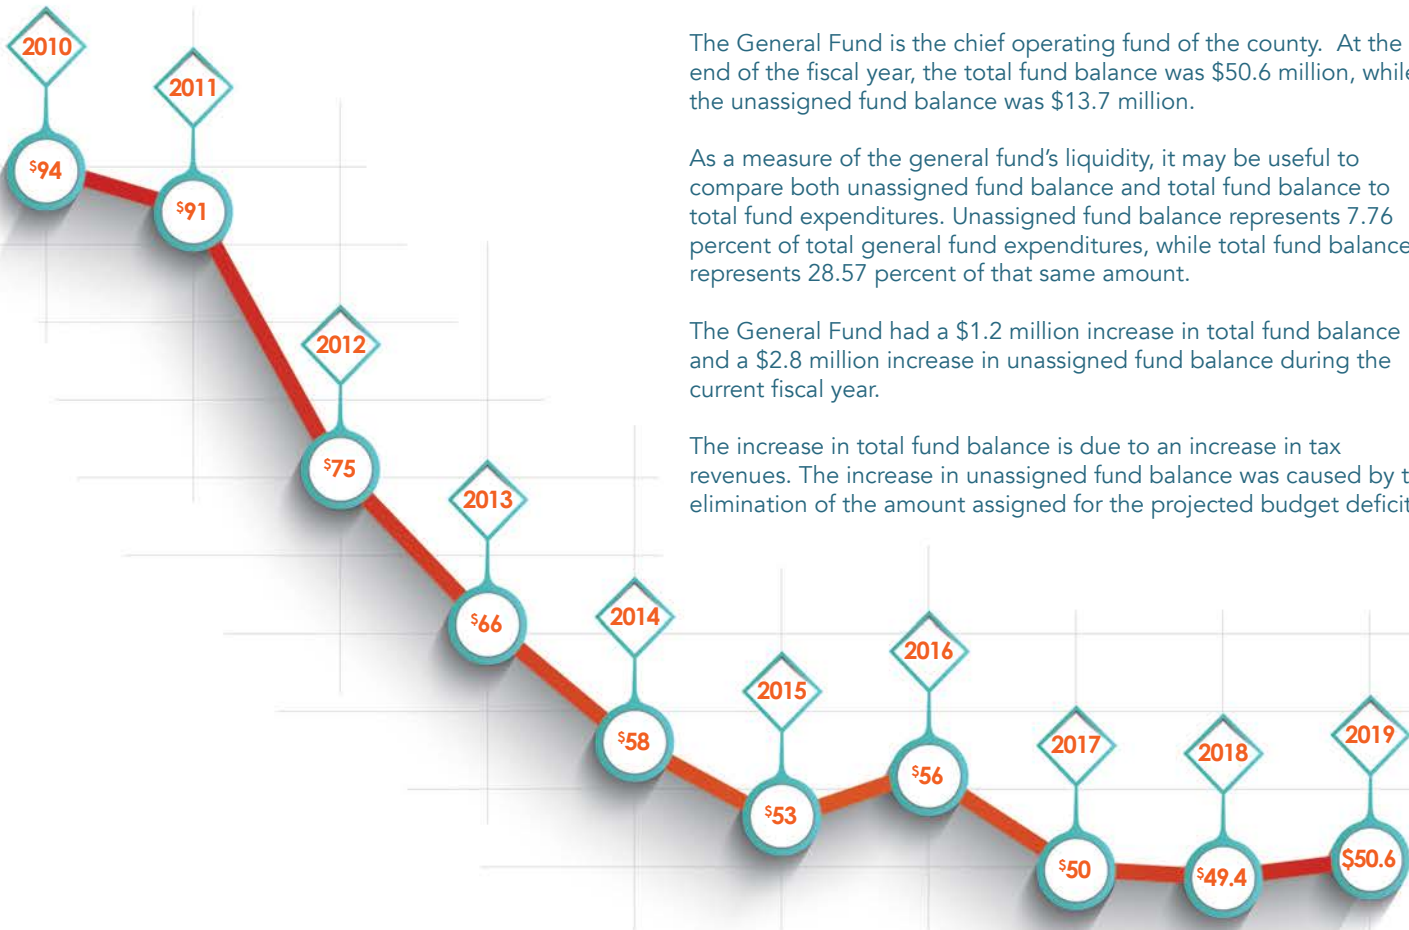 The General Fund is the chief operating fund of the county. At the
end of the fiscal year, the total fund balance was $50.6 million, while
the unassigned fund balance was $13.7 million.
As a measure of the general fund's liquidity, it may be useful to
compare both unassigned fund balance and total fund balance to
total fund expenditures. Unassigned fund balance represents 7.76
percent of total general fund expenditures, while total fund balance
represents 28.57 percent of that same amount.
The General Fund had a $1.2 million increase in total fund balance
and a $2.8 million increase in unassigned fund balance during the
current fiscal year.
The increase in total fund balance is due to an increase in tax
revenues. The increase in unassigned fund balance was caused by
elimination of the amount assigned for the projected budget deficit
2010
$94
2011
$91
2012
$75
2013
$66
2014
$58
2015
$53
2016
$56
2017
$50
2018
$49.4
2019
$50.6